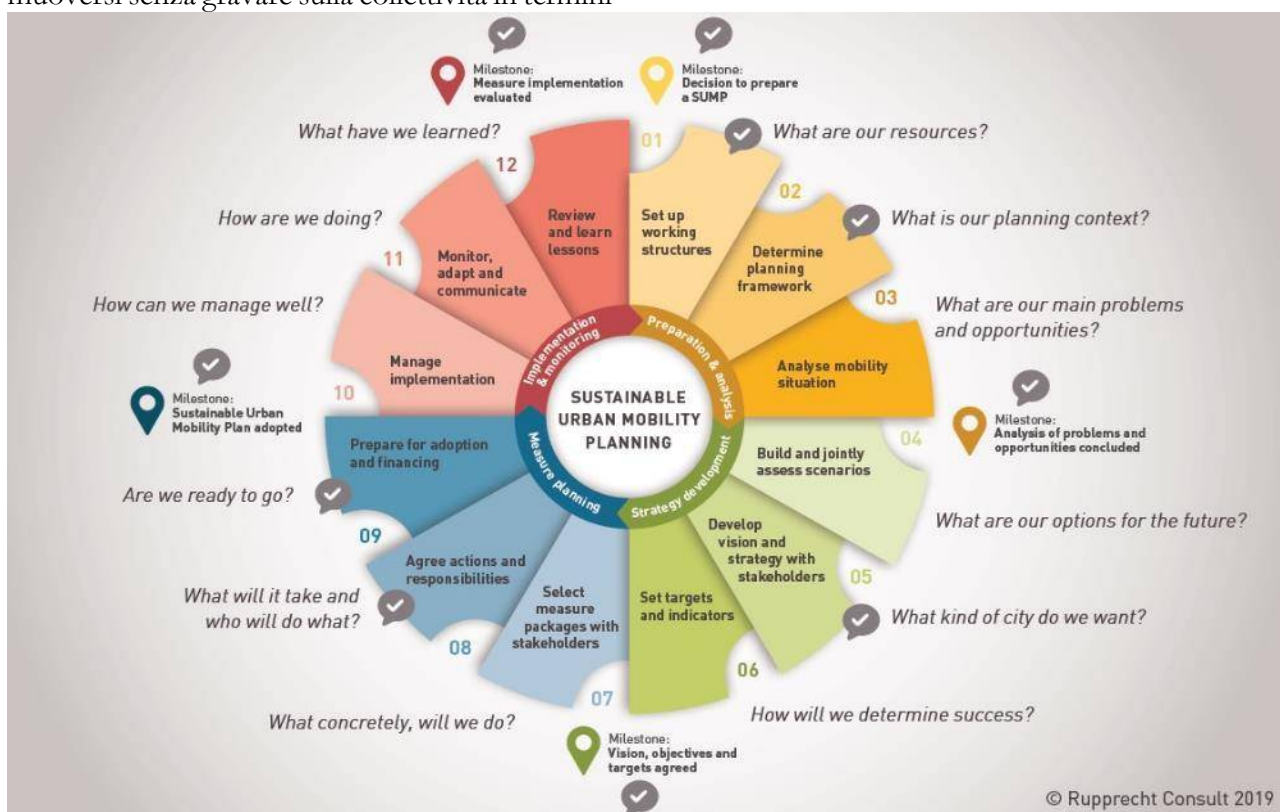 muoversi senza gravare sulla collettività in termini
Milestone:
Measure implementation
evaluated
Milestone:
Decision to prepare
a SUMP
What have we learned?
What are our resources?
12
01
02
Review
and learn
lessons
Set up
working
structures
How are we doing?
What is our planning context?
11
Monitor,
adapt and
communicate
Determine
planning
framework
03
How can we manage well?
What are our main problems
and opportunities?
Manage
implementation
Analyse mobility
situation
10
Milestone:
Sustainable Urban
Mobility Plan adopted
Implementation
& monitoring
Preparation & analysis
SUSTAINABLE
URBAN MOBILITY
PLANNING
Measure planning
Strategy development
Milestone:
Analysis of problems and
opportunities concluded
04
Prepare for adoption
and financing
Build and jointly
assess scenarios
Are we ready to go?
What are our options for the future?
09
Agree actions and
responsibilities
Develop
vision and
strategy with
stakeholders
05
What will it take and
who will do what?
Select
measure
packages with
stakeholders
Set targets
and indicators
What kind of city do we want?
08
07
06
What concretely, will we do?
How will we determine success?
Milestone:
Vision, objectives and
targets agreed
© Rupprecht Consult 2019